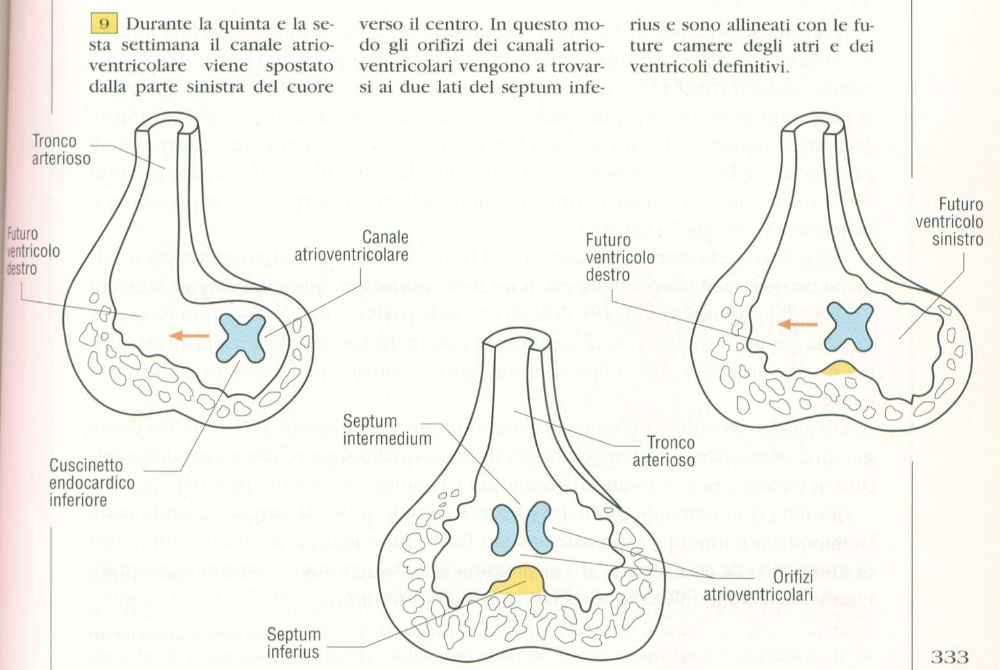 9 Durante la quinta e la se-
sta settimana il canale atrio-
ventricolare viene spostato
dalla parte sinistra del cuore
verso il centro. In questo mo-
do gli orifizi dei canali atrio-
ventricolari vengono a trovar-
si ai due lati del septum infe-
rius e sono allineati con le fu-
ture camere degli atri e dei
ventricoli definitivi.
Tronco
arterioso
Futuro
ventricolo
destro
Canale
atrioventricolare
Cuscinetto
endocardico
inferiore
Futuro
ventricolo
destro
Futuro
ventricolo
sinistro
Septum
intermedium
Tronco
arterioso
Orifizi
atrioventricolari
Septum
inferius
333